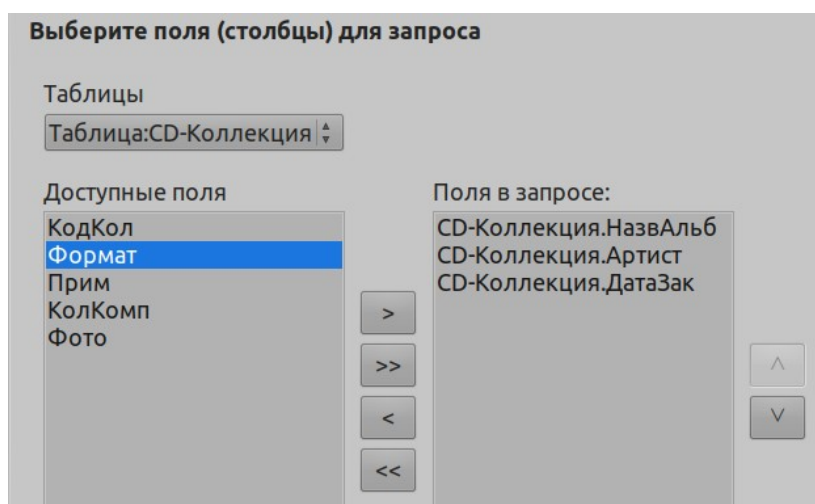 Выберите поля (столбцы) для запроса
Таблицы
Таблица:CD-Коллекция
Доступные поля
КодКол
Формат
Прим
КолКомп
Фото
>
>>
<
<<
Поля в запросе:
CD-Коллекция.НазвАльб
CD-Коллекция.Артист
CD-Коллекция.ДатаЗак